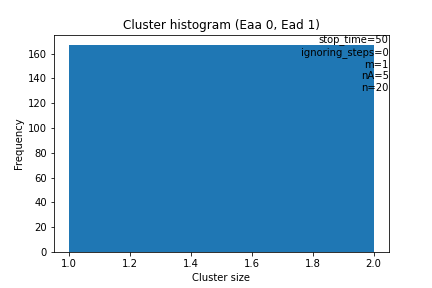 Cluster histogram (Eaa 0, Ead 1)
stop_time=50
ignoring_steps=0
m=1
nA=5
n=20
160
140
120
100
80
60
40
20
0
Frequency
1.0 1.2 1.4 1.6 1.8 2.0
Cluster size